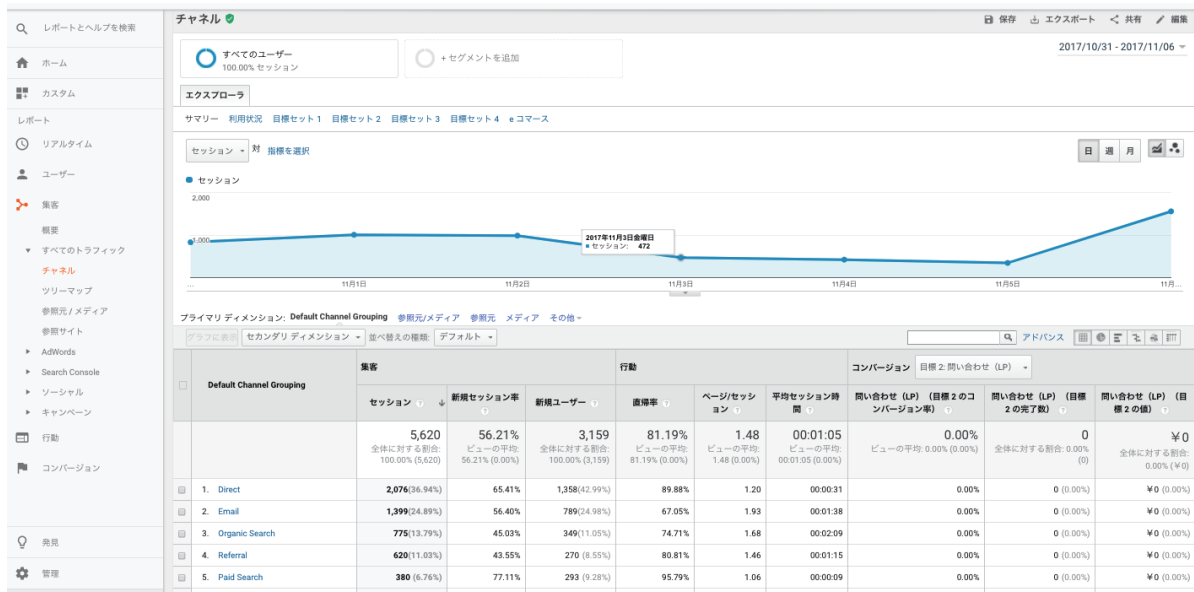 レポートとヘルプを検索
ホーム
カスタム
レポート
リアルタイム
ユーザー
集客
概要
すべてのトラフィック
チャネル
ツリーマップ
参照元 / メディア
参照サイト
AdWords
Search Console
ソーシャル
キャンペーン
行動
コンバージョン
発見
管理
チャネル
保存 エクスポート 共有 編集
すべてのユーザー
100.00% セッション
+ セグメントを追加
2017/10/31 - 2017/11/06
エクスプローラ
サマリー 利用状況 目標セット 1 目標セット 2 目標セット 3 目標セット 4 e コマース
セッション 対 指標を選択
日 週 月
セッション
2,000
1,000
2017年11月3日金曜日
セッション: 472
... 11月1日 11月2日 11月3日 11月4日 11月5日 11月...
プライマリ ディメンション: Default Channel Grouping 参照元/メディア 参照元 メディア その他
グラフに表示 セカンダリ ディメンション 並べ替えの種類: デフォルト
アドバンス
Default Channel Grouping
集客 行動 コンバージョン 目標 2: 問い合わせ (LP)
セッション ? 新規セッション率 ? 新規ユーザー ? 直帰率 ? ページ/セッション ? 平均セッション時間 ? 問い合わせ (LP) (目標 2 のコンバージョン率) ? 問い合わせ (LP) (目標 2 の完了数) ? 問い合わせ (LP) (目標 2 の値) ?
5,620 56.21% 3,159 81.19% 1.48 00:01:05 0.00% 0 ¥0
全体に対する割合: 100.00% (5,620) ビューの平均: 56.21% (0.00%) 全体に対する割合: 100.00% (3,159) ビューの平均: 81.19% (0.00%) ビューの平均: 1.48 (0.00%) ビューの平均: 00:01:05 (0.00%) ビューの平均: 0.00% (0.00%) 全体に対する割合: 0.00% (0) 全体に対する割合: 0.00% (¥0)
1. Direct 2,076(36.94%) 65.41% 1,358(42.99%) 89.88% 1.20 00:00:31 0.00% 0 (0.00%) ¥0 (0.00%)
2. Email 1,399(24.89%) 56.40% 789(24.98%) 67.05% 1.93 00:01:38 0.00% 0 (0.00%) ¥0 (0.00%)
3. Organic Search 775(13.79%) 45.03% 349(11.05%) 74.71% 1.68 00:02:09 0.00% 0 (0.00%) ¥0 (0.00%)
4. Referral 620(11.03%) 43.55% 270 (8.55%) 80.81% 1.46 00:01:15 0.00% 0 (0.00%) ¥0 (0.00%)
5. Paid Search 380 (6.76%) 77.11% 293 (9.28%) 95.79% 1.06 00:00:09 0.00% 0 (0.00%) ¥0 (0.00%)